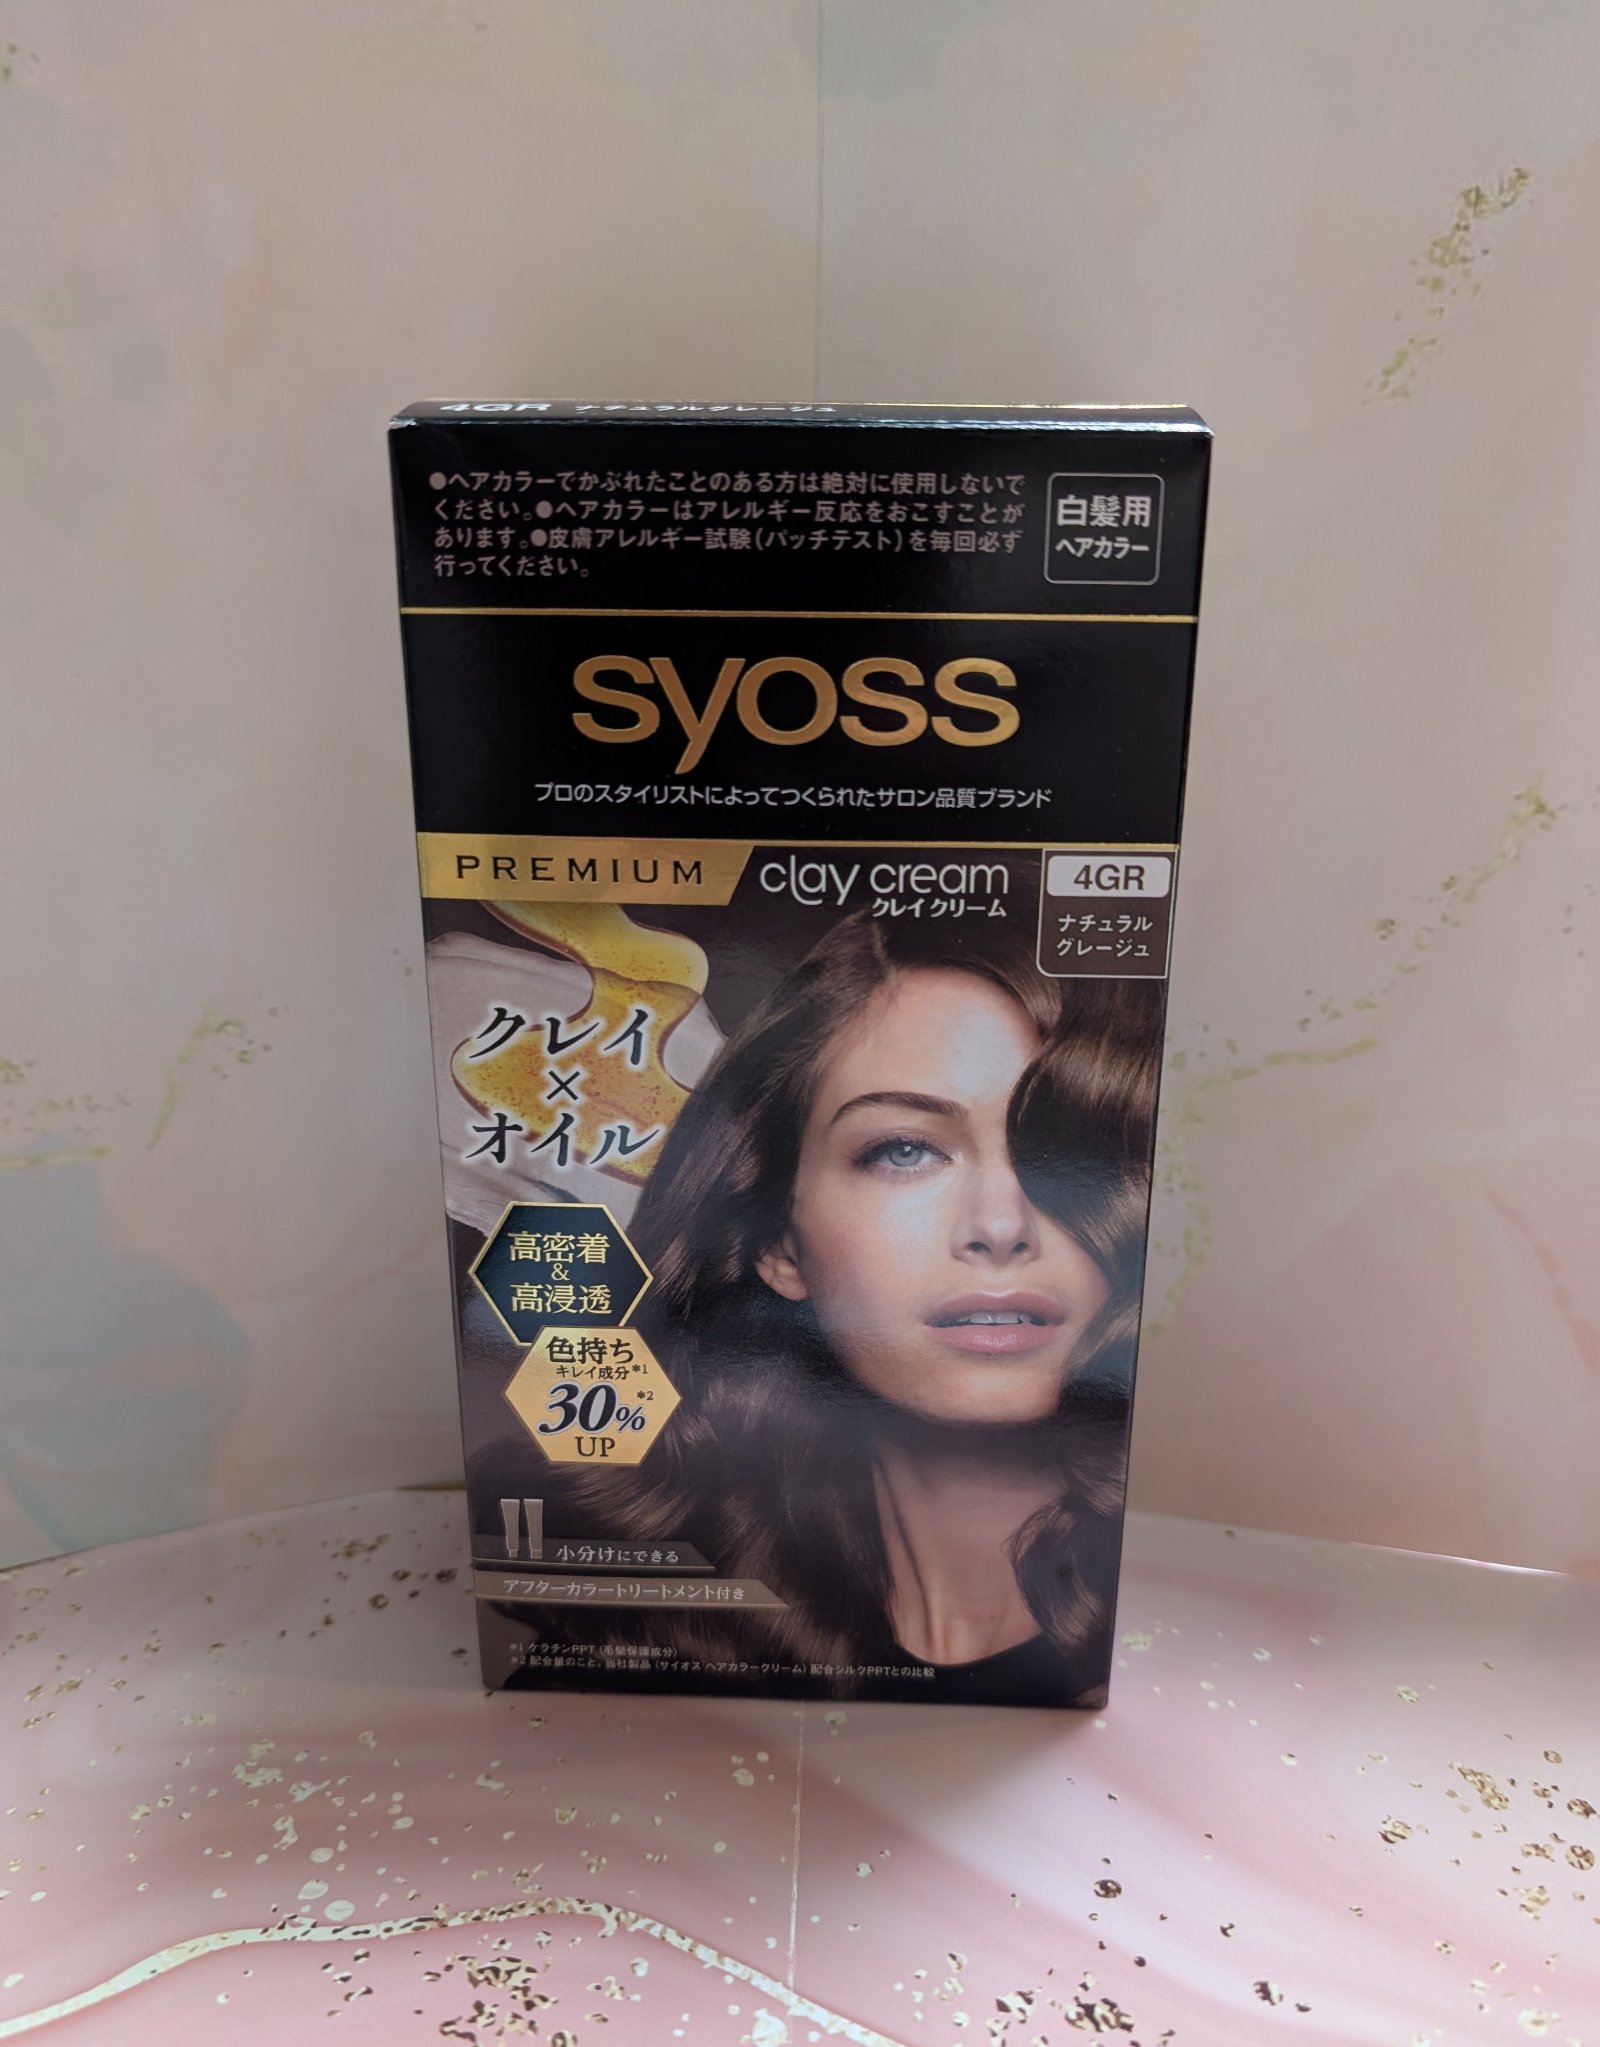 4GR ナチュラルグレージュ
●ヘアカラーでかぶれたことのある方は絶対に使用しないで
ください。●ヘアカラーはアレルギー反応をおこすことが
あります。●皮膚アレルギー試験(パッチテスト)を毎回必ず
行ってください。
白髪用
ヘアカラー
syoss
プロのスタイリストによってつくられたサロン品質ブランド
PREMIUM
clay cream
クレイ クリーム
4GR
ナチュラル
グレージュ
クレイ
×
オイル
高密着
&
高浸透
色持ち
キレイ成分*1
30%*2
UP
小分けにできる
アフターカラートリートメント付き
*1 ケラチンPPT (毛髪保護成分)
*2 配合量のこと。当社製品 (サイオス ヘアカラークリーム) 配合シルクPPTとの比較